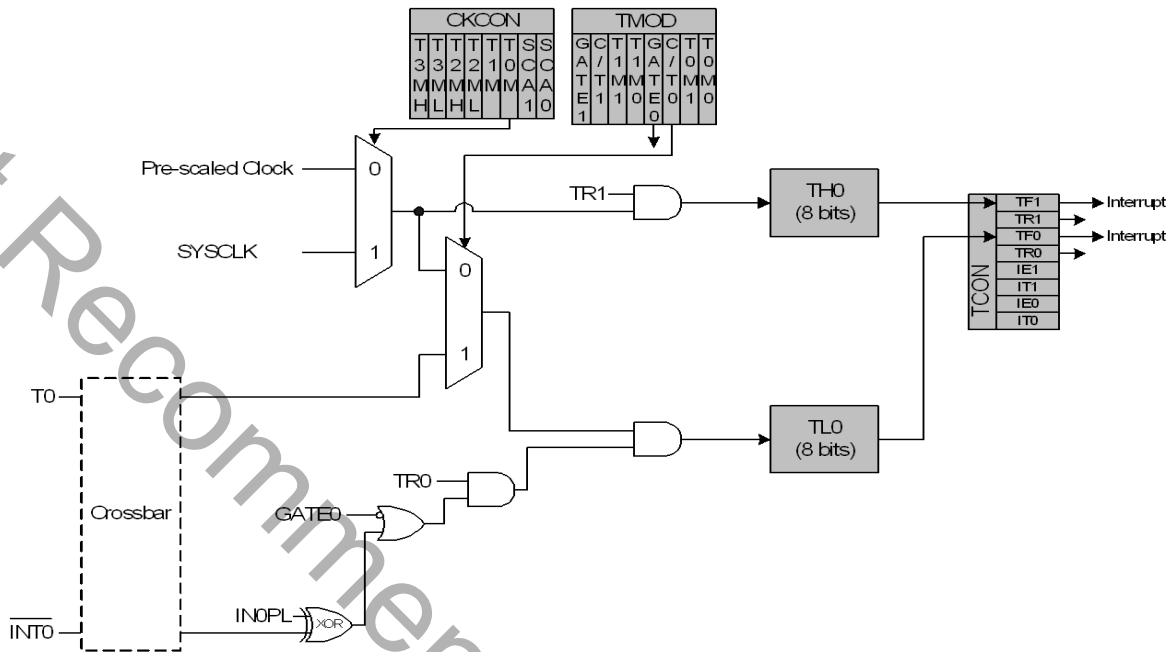 CKCON
T3MH T3ML T2MH T2ML T1M T0M SCA1 SCA0
TMOD
GATE1 C/T1 T1M1 T1M0 GATE0 C/T0 T0M1 T0M0
Pre-scaled Clock
0
SYSCLK
1
0
1
TR1
TH0
(8 bits)
TCON
TF1
TR1
TF0
TR0
IE1
IT1
IE0
IT0
Interrupt
Interrupt
T0
Crossbar
INT0
TR0
GATE0
IN0PL
XOR
TL0
(8 bits)
Recommen